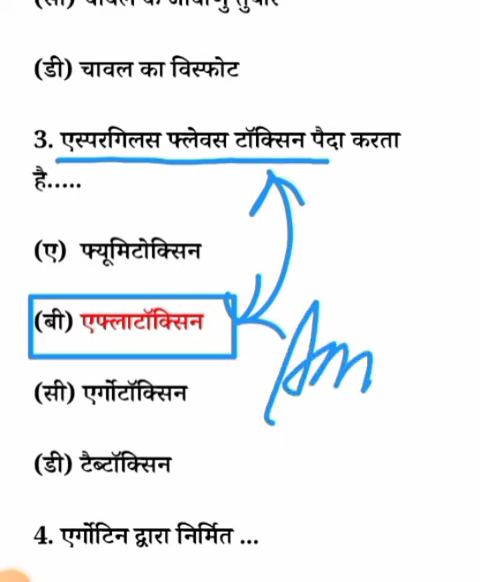 (डी) चावल का विस्फोट
3. एस्परगिलस फ्लेवस टॉक्सिन पैदा करता
है.....
(ए) फ्यूमिटोक्सिन
(बी) एफ्लाटॉक्सिन
(सी) एर्गोटॉक्सिन
(डी) टैब्टॉक्सिन
4. एर्गोटिन द्वारा निर्मित ...